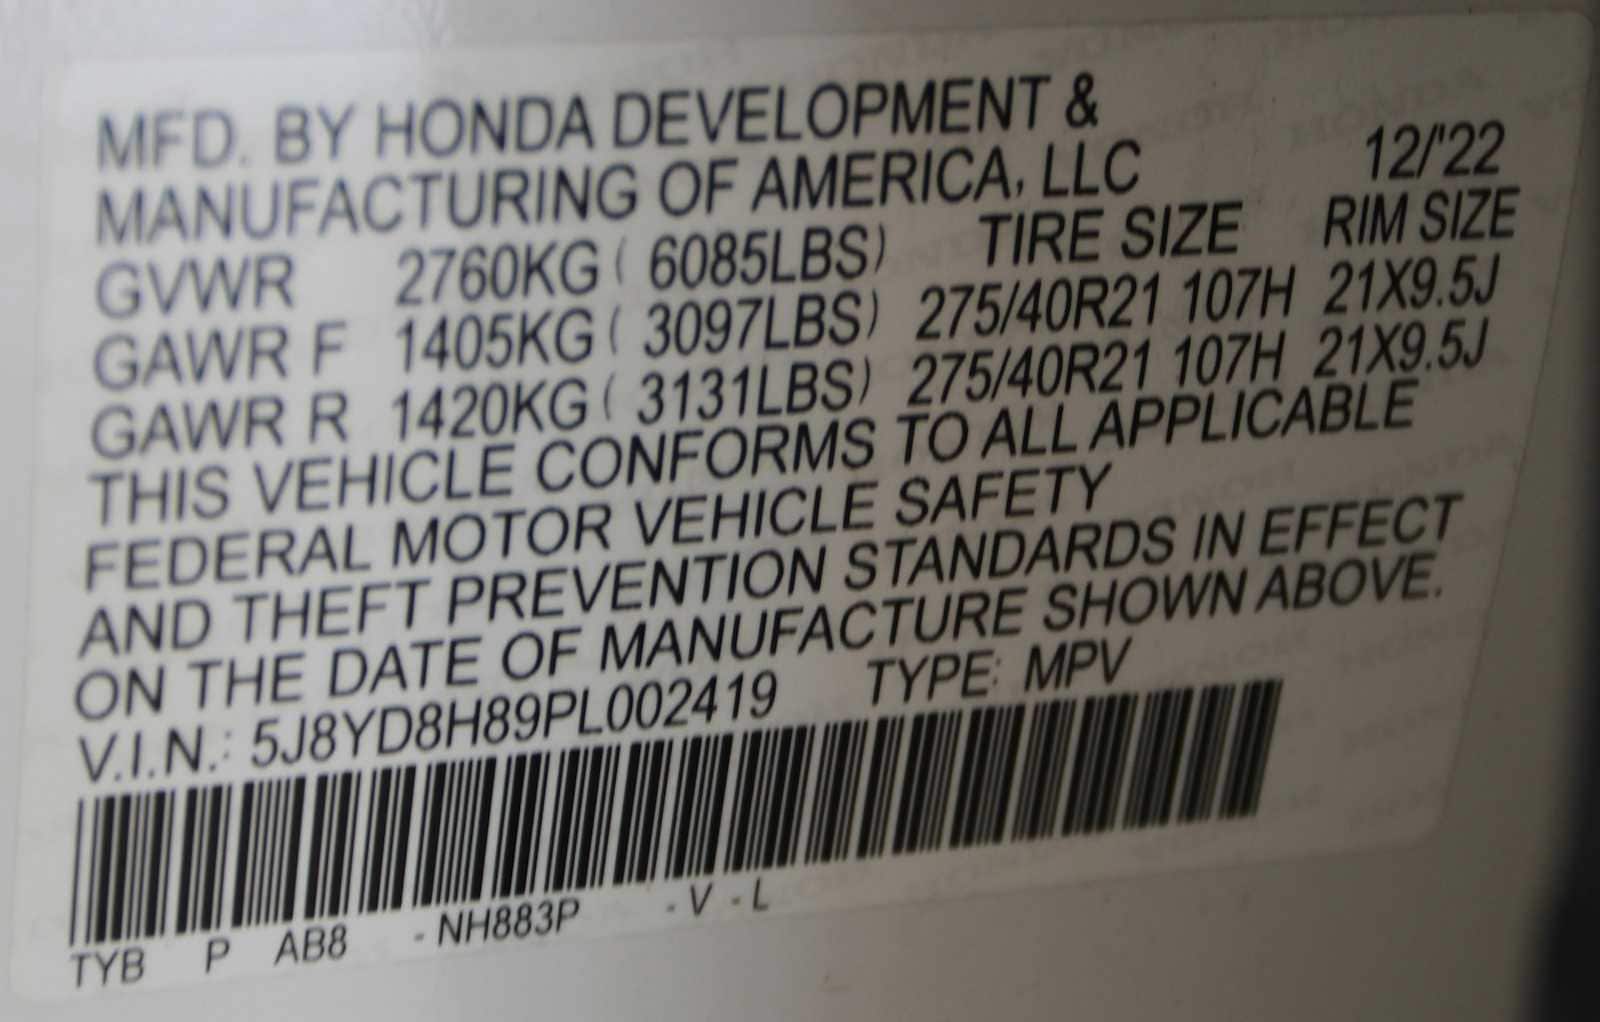 MFD. BY HONDA DEVELOPMENT &
MANUFACTURING OF AMERICA, LLC 12/'22
GVWR 2760KG ( 6085LBS) TIRE SIZE RIM SIZE
GAWR F 1405KG ( 3097LBS) 275/40R21 107H 21X9.5J
GAWR R 1420KG ( 3131LBS) 275/40R21 107H 21X9.5J
THIS VEHICLE CONFORMS TO ALL APPLICABLE
FEDERAL MOTOR VEHICLE SAFETY
AND THEFT PREVENTION STANDARDS IN EFFECT
ON THE DATE OF MANUFACTURE SHOWN ABOVE.
V.I.N.: 5J8YD8H89PL002419 TYPE: MPV
TYB P AB8 - NH883P - V - L